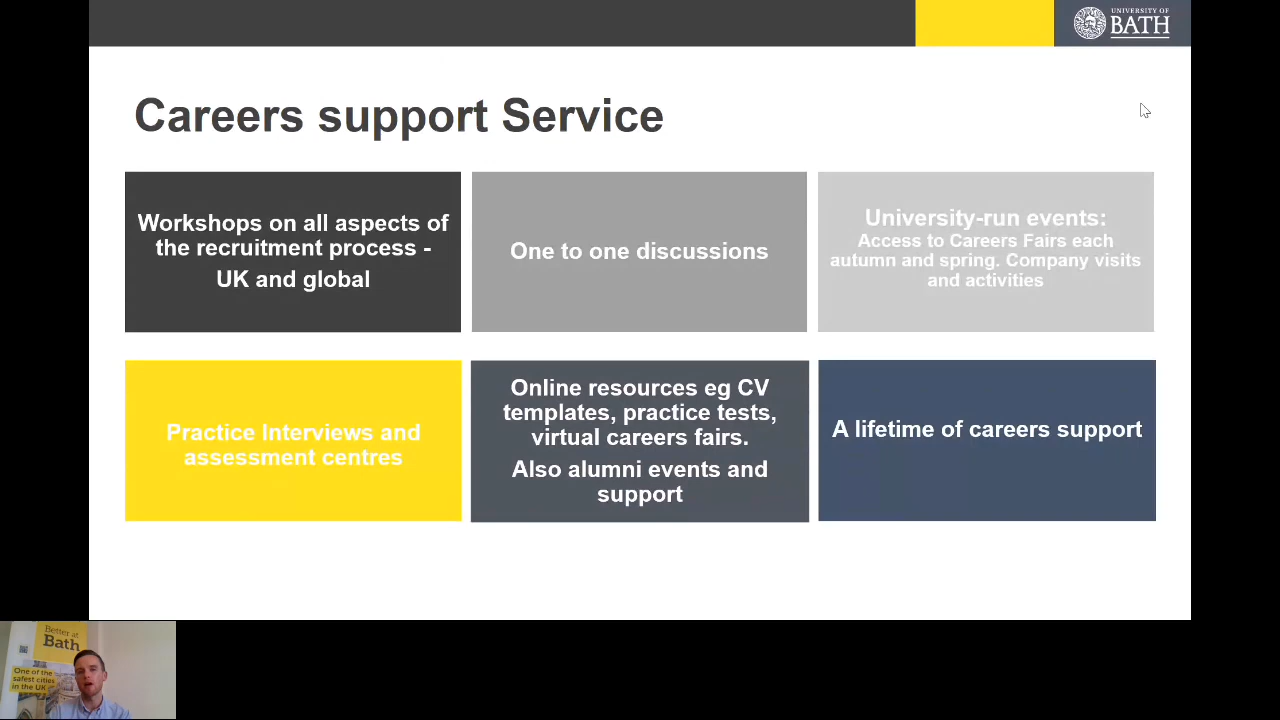 UNIVERSITY OF
BATH
Careers support Service
Workshops on all aspects of
the recruitment process -
UK and global
One to one discussions
University-run events:
Access to Careers Fairs each
autumn and spring. Company visits
and activities
Practice Interviews and
assessment centres
Online resources eg CV
templates, practice tests,
virtual careers fairs.
Also alumni events and
support
A lifetime of careers support
Better at
Bath
One of the
safest cities
in the UK